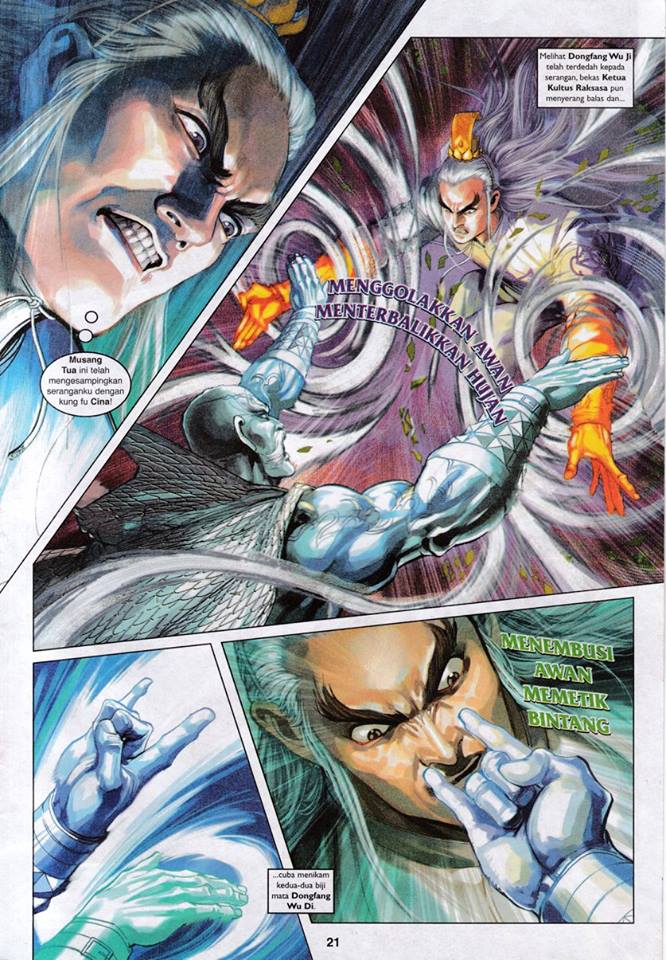 Melihat Dongfang Wu Ji
telah terdedah kepada
serangan, bekas Ketua
Kultus Raksasa pun
menyerang balas dan...
MENGGOLAKKAN AWAN
MENTERBALIKKAN HUJAN
Musang
Tua ini telah
mengesampingkan
seranganku dengan
kung fu Cina!
MENEMBUSI
AWAN
MEMETIK
BINTANG
...cuba menikam
kedua-dua biji
mata Dongfang
Wu Di.
21